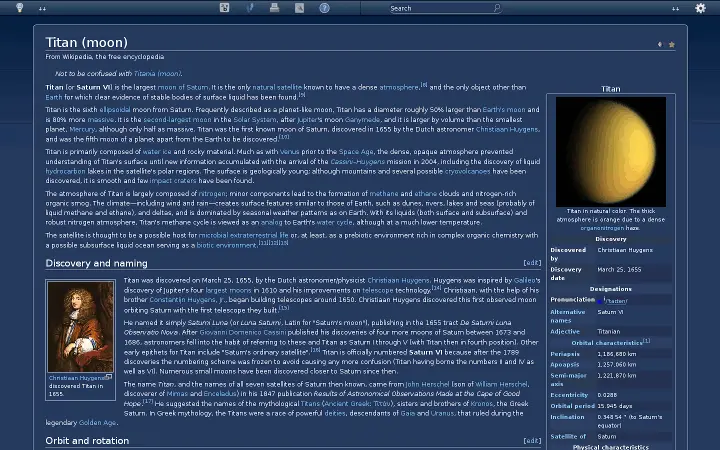 Search
Titan (moon)
From Wikipedia, the free encyclopedia
Not to be confused with Titania (moon).
Titan (or Saturn VI) is the largest moon of Saturn. It is the only natural satellite known to have a dense atmosphere,[8] and the only object other than
Earth for which clear evidence of stable bodies of surface liquid has been found.[9]
Titan is the sixth ellipsoidal moon from Saturn. Frequently described as a planet-like moon, Titan has a diameter roughly 50% larger than Earth's moon and
is 80% more massive. It is the second-largest moon in the Solar System, after Jupiter's moon Ganymede, and it is larger by volume than the smallest
planet, Mercury, although only half as massive. Titan was the first known moon of Saturn, discovered in 1655 by the Dutch astronomer Christiaan Huygens,
and was the fifth moon of a planet apart from the Earth to be discovered.[10]
Titan is primarily composed of water ice and rocky material. Much as with Venus prior to the Space Age, the dense, opaque atmosphere prevented
understanding of Titan's surface until new information accumulated with the arrival of the Cassini–Huygens mission in 2004, including the discovery of liquid
hydrocarbon lakes in the satellite's polar regions. The surface is geologically young; although mountains and several possible cryovolcanoes have been
discovered, it is smooth and few impact craters have been found.
The atmosphere of Titan is largely composed of nitrogen; minor components lead to the formation of methane and ethane clouds and nitrogen-rich
organic smog. The climate—including wind and rain—creates surface features similar to those of Earth, such as dunes, rivers, lakes and seas (probably of
liquid methane and ethane), and deltas, and is dominated by seasonal weather patterns as on Earth. With its liquids (both surface and subsurface) and
robust nitrogen atmosphere, Titan's methane cycle is viewed as an analog to Earth's water cycle, although at a much lower temperature.
The satellite is thought to be a possible host for microbial extraterrestrial life or, at least, as a prebiotic environment rich in complex organic chemistry with
a possible subsurface liquid ocean serving as a biotic environment.[11][12][13]
Discovery and naming
[edit]
Titan was discovered on March 25, 1655, by the Dutch astronomer/physicist Christiaan Huygens. Huygens was inspired by Galileo's
discovery of Jupiter's four largest moons in 1610 and his improvements on telescope technology.[14] Christiaan, with the help of his
brother Constantijn Huygens, Jr., began building telescopes around 1650. Christiaan Huygens discovered this first observed moon
orbiting Saturn with the first telescope they built.[15]
He named it simply Saturni Luna (or Luna Saturni, Latin for "Saturn's moon"), publishing in the 1655 tract De Saturni Luna
Observatio Nova. After Giovanni Domenico Cassini published his discoveries of four more moons of Saturn between 1673 and
1686, astronomers fell into the habit of referring to these and Titan as Saturn I through V (with Titan then in fourth position). Other
early epithets for Titan include "Saturn's ordinary satellite".[16] Titan is officially numbered Saturn VI because after the 1789
discoveries the numbering scheme was frozen to avoid causing any more confusion (Titan having borne the numbers II and IV as
well as VI). Numerous small moons have been discovered closer to Saturn since then.
The name Titan, and the names of all seven satellites of Saturn then known, came from John Herschel (son of William Herschel,
discoverer of Mimas and Enceladus) in his 1847 publication Results of Astronomical Observations Made at the Cape of Good
Hope.[17] He suggested the names of the mythological Titans (Ancient Greek: Τῑτάν), sisters and brothers of Kronos, the Greek
Saturn. In Greek mythology, the Titans were a race of powerful deities, descendants of Gaia and Uranus, that ruled during the
legendary Golden Age.
Christiaan Huygens
discovered Titan in
1655.
Orbit and rotation
[edit]
Titan
Titan in natural color. The thick
atmosphere is orange due to a dense
organonitrogen haze.
Discovery
Discovered by Christiaan Huygens
Discovery date March 25, 1655
Designations
Pronunciation /ˈtaɪtən/
Alternative names Saturn VI
Adjective Titanian
Orbital characteristics[1]
Periapsis 1,186,680 km
Apoapsis 1,257,060 km
Semi-major axis 1,221,870 km
Eccentricity 0.0288
Orbital period 15.945 days
Inclination 0.348 54 ° (to Saturn's
equator)
Satellite of Saturn
Physical characteristics